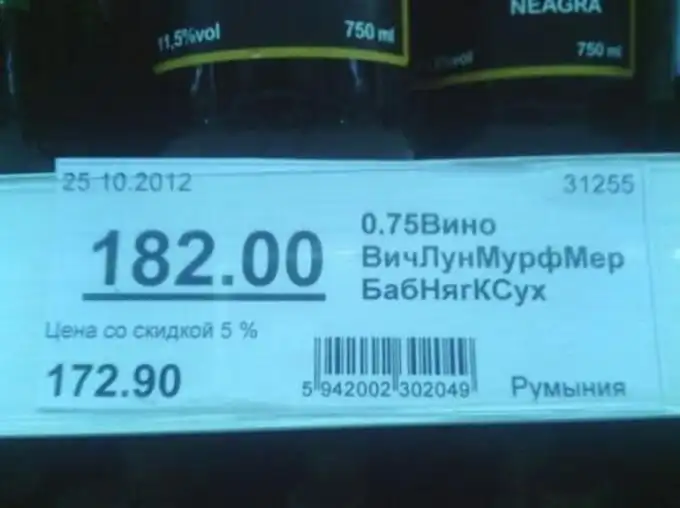 NEAGRA
11,5%vol 750 ml
750 ml
25 10.2012 31255
182.00
0.75Вино
ВичЛунМурфМер
БабНягКСух
Цена со скидкой 5 %
172.90
5 942002 302049
Румыния